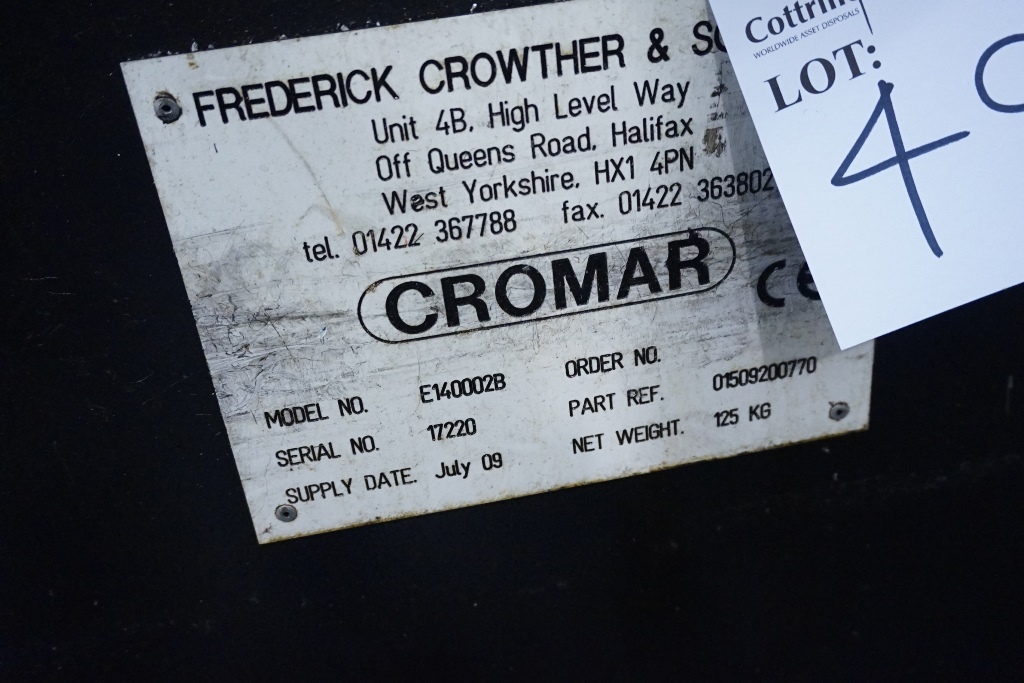 FREDERICK CROWTHER &
Unit 4B, High Level Way
Off Queens Road, Halifax
West Yorkshire, HX1 4PN
tel. 01422 367788 fax. 01422 363802
CROMAR
CE
MODEL NO. E140002B ORDER NO.
SERIAL NO. 17220 PART REF. 01509200770
SUPPLY DATE. July 09 NET WEIGHT. 125 KG
WORLDWIDE ASSET DISPOSALS
LOT:
4